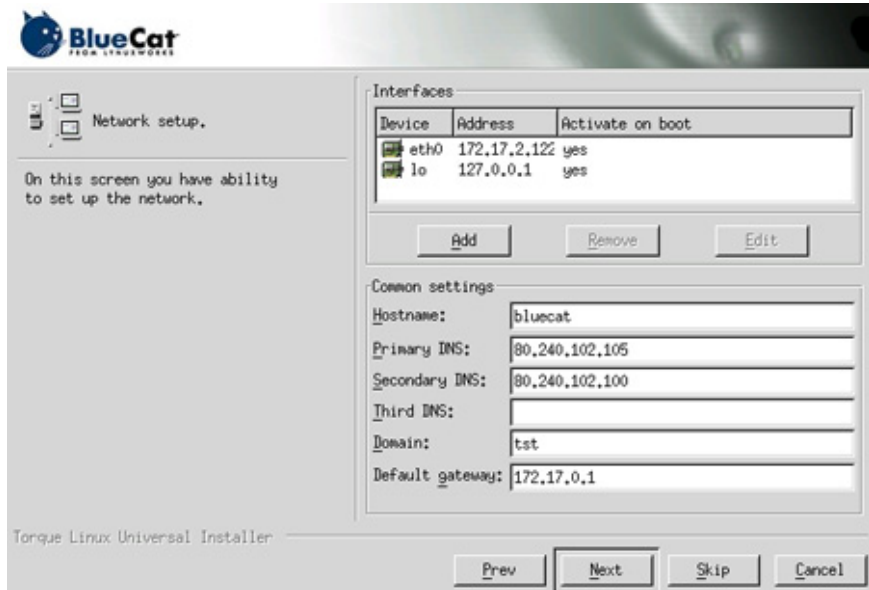 BlueCat
FROM LYNUXWORKS
Network setup.
On this screen you have ability
to set up the network.
Interfaces
Device Address Activate on boot
eth0 172.17.2.122 yes
lo 127.0.0.1 yes
Add Remove Edit
Common settings
Hostname: bluecat
Primary DNS: 80.240.102.105
Secondary DNS: 80.240.102.100
Third DNS:
Domain: tst
Default gateway: 172.17.0.1
Torque Linux Universal Installer
Prev Next Skip Cancel